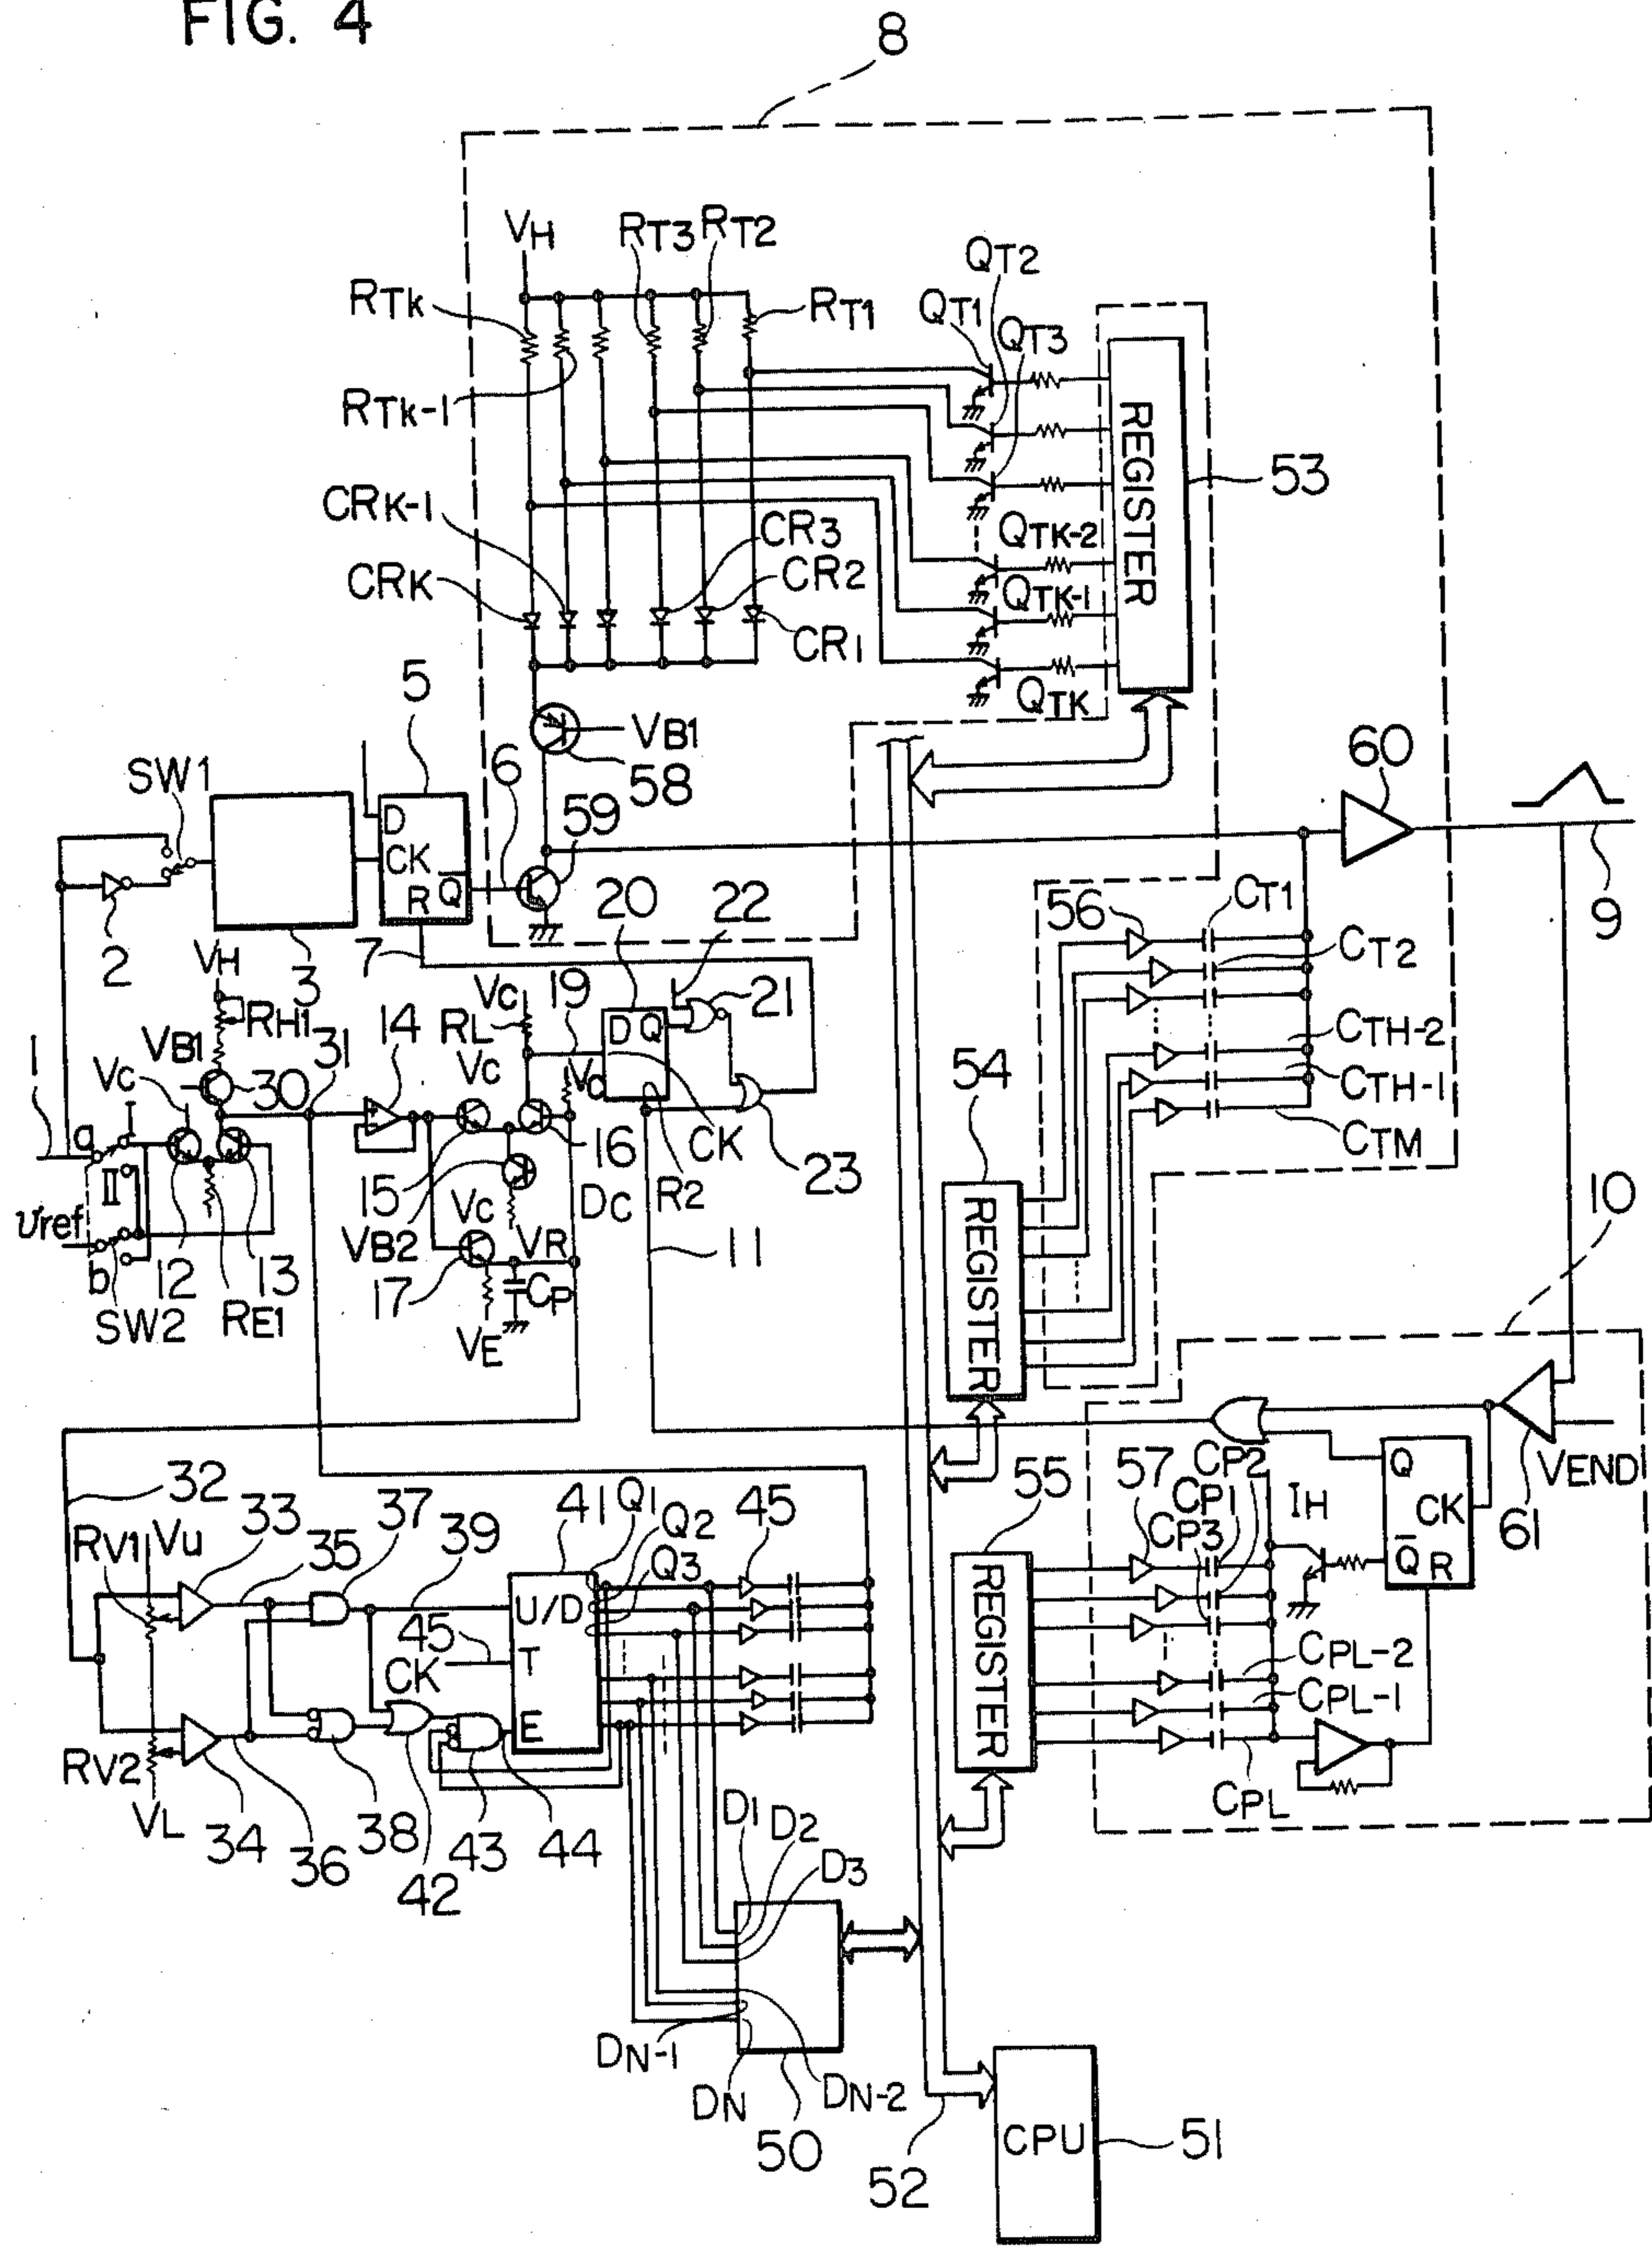 FIG. 4
8
VH
RT3
RT2
RTk
RT1
QT2
QT1
QT3
RTk-1
REGISTER
53
CRK-1
CR3
QTK-2
CRK
CR2
QTK-1
CR1
QTK
5
VB1
58
6
60
SW1
59
D
CK
R
Q
2
3
7
20
22
56
CT1
9
CT2
VH
19
VC
RH1
RL
D
Q
21
14
31
VB1
VC
CTH-2
1
VC
30
54
CTH-1
I
a
16
CK
CTM
15
23
II
DC
R2
10
vref
VC
VB2
VR
REGISTER
11
b
12
13
17
CP
SW2
RE1
VE
32
37
41
Q1
55
57
CP2
Q
VEND
33
CP1
IH
RV1
Vu
35
39
Q2
45
CP3
CK
61
Q3
Q
R
U/D
REGISTER
45
CK
T
CPL-2
CPL-1
E
RV2
CPL
VL
34
36
38
42
43
44
D1
D2
D3
DN-1
DN
DN-2
50
52
CPU
51